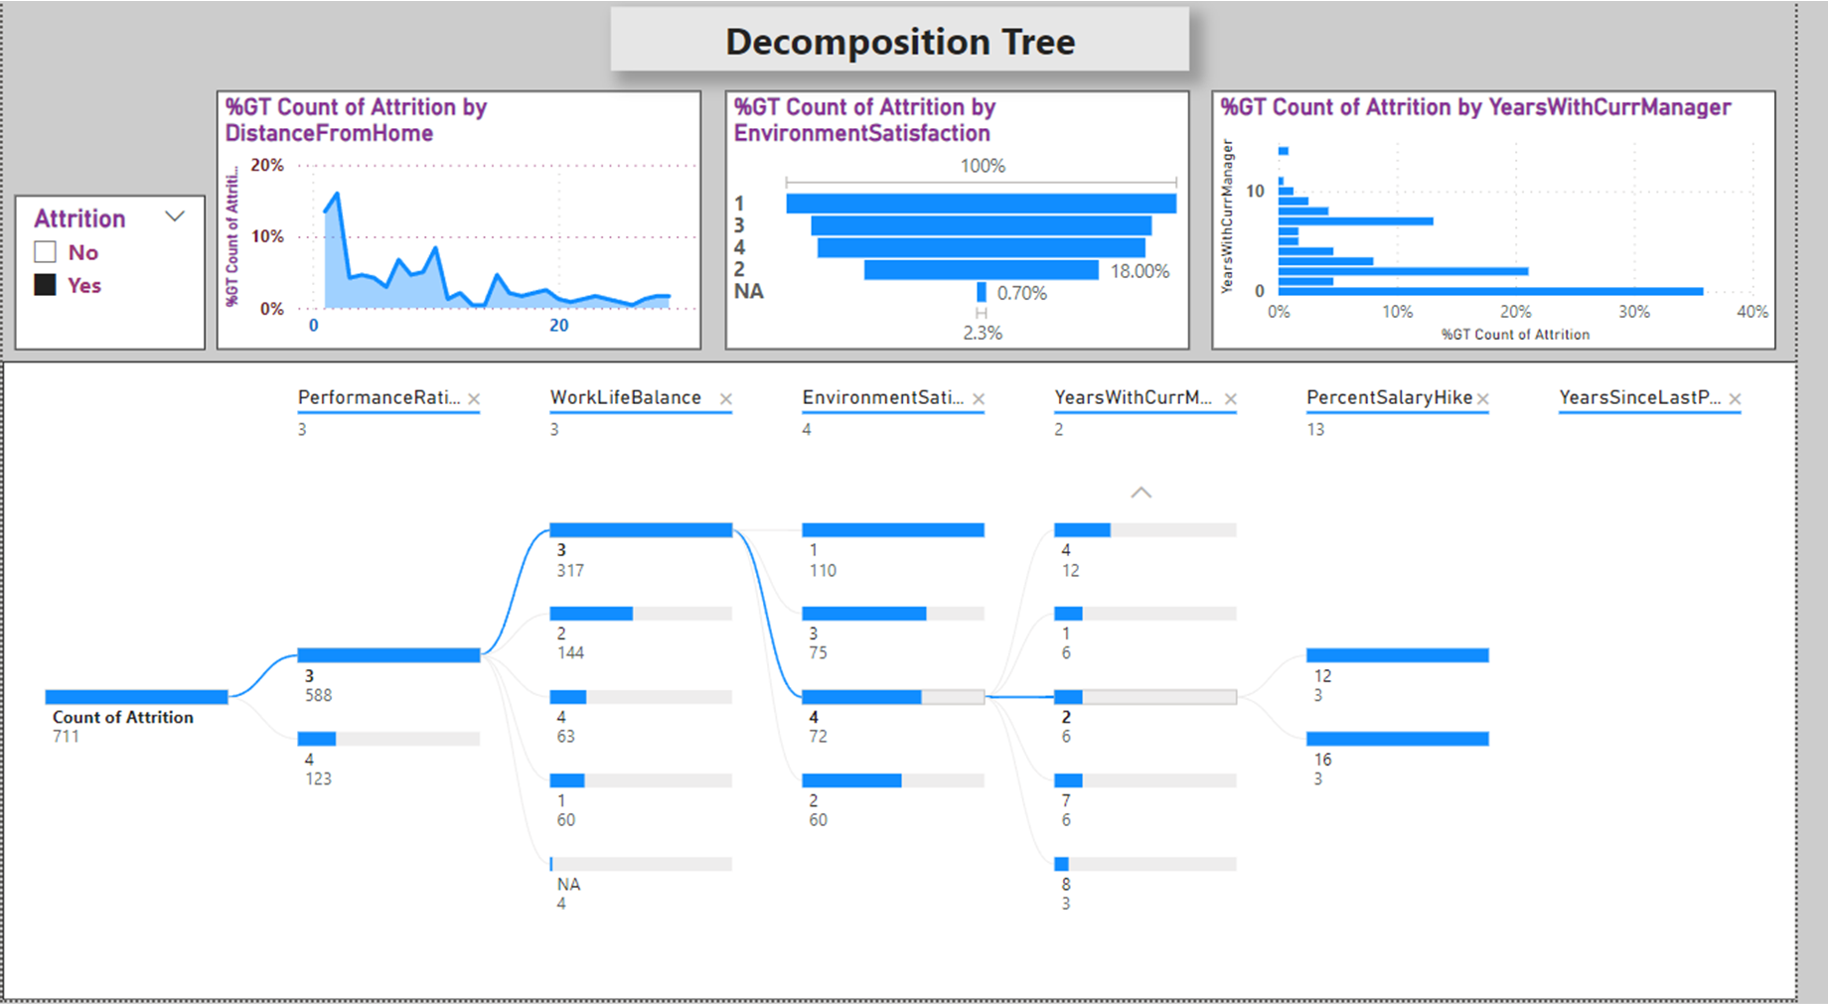 Decomposition Tree
Attrition
No
Yes
%GT Count of Attrition by
DistanceFromHome
%GT Count of Attriti...
20%
10%
0%
0
20
%GT Count of Attrition by
EnvironmentSatisfaction
100%
1
3
4
2
18.00%
NA
0.70%
2.3%
%GT Count of Attrition by YearsWithCurrManager
YearsWithCurrManager
10
0
0%
10%
20%
30%
40%
%GT Count of Attrition
PerformanceRati...
3
WorkLifeBalance
3
EnvironmentSati...
4
YearsWithCurrM...
2
PercentSalaryHike
13
YearsSinceLastP...
Count of Attrition
711
3
588
4
123
3
317
2
144
4
63
1
60
NA
4
1
110
3
75
4
72
2
60
4
12
1
6
2
6
7
6
8
3
12
3
16
3